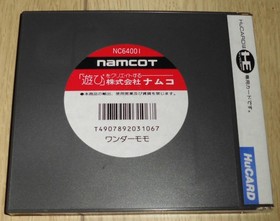 NC64001
namcot
「遊び」をクリエイトする
株式会社ナムコ
T4907892031067
ワンダーモモ
HuCARD